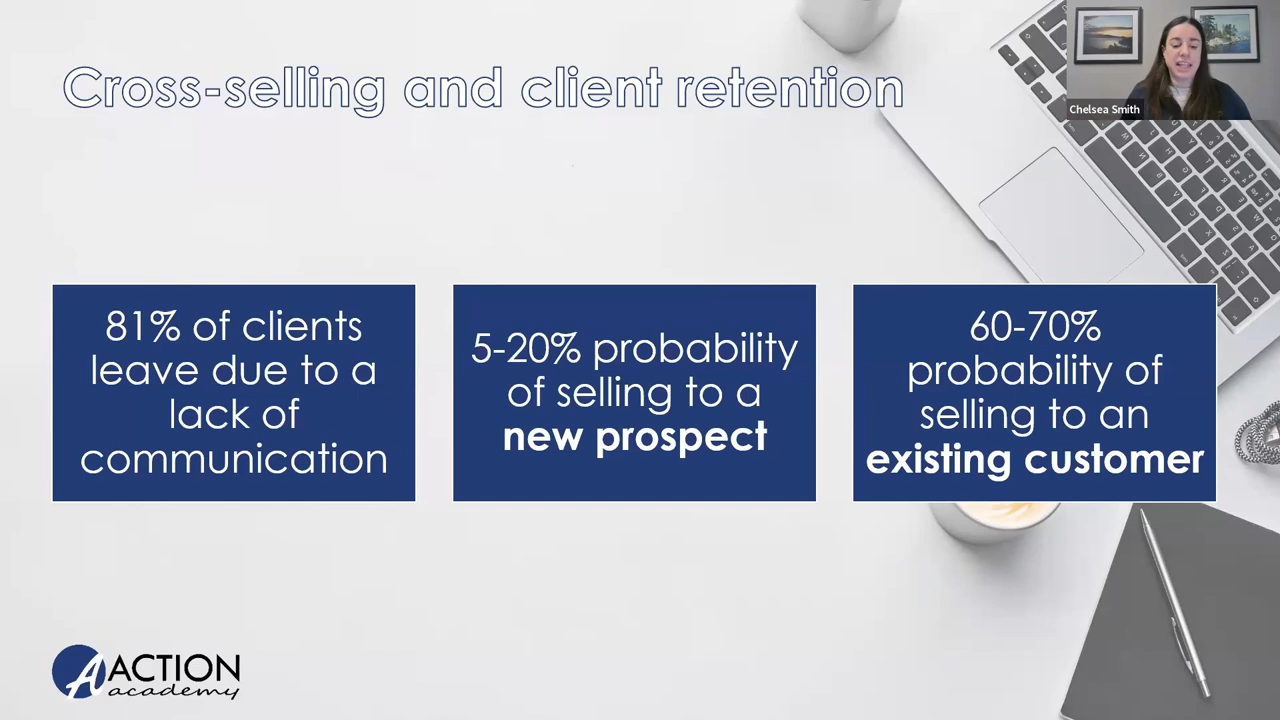 Cross-selling and client retention
Chelsea Smith
81% of clients
leave due to a
lack of
communication
5-20% probability
of selling to a
new prospect
60-70%
probability of
selling to an
existing customer
A ACTION
academy